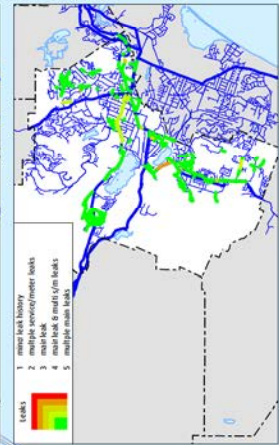 Leaks
1 minor leak history
2 multiple service/meter leaks
3 main leak
4 main leak & multi s/m leaks
5 multiple main leaks